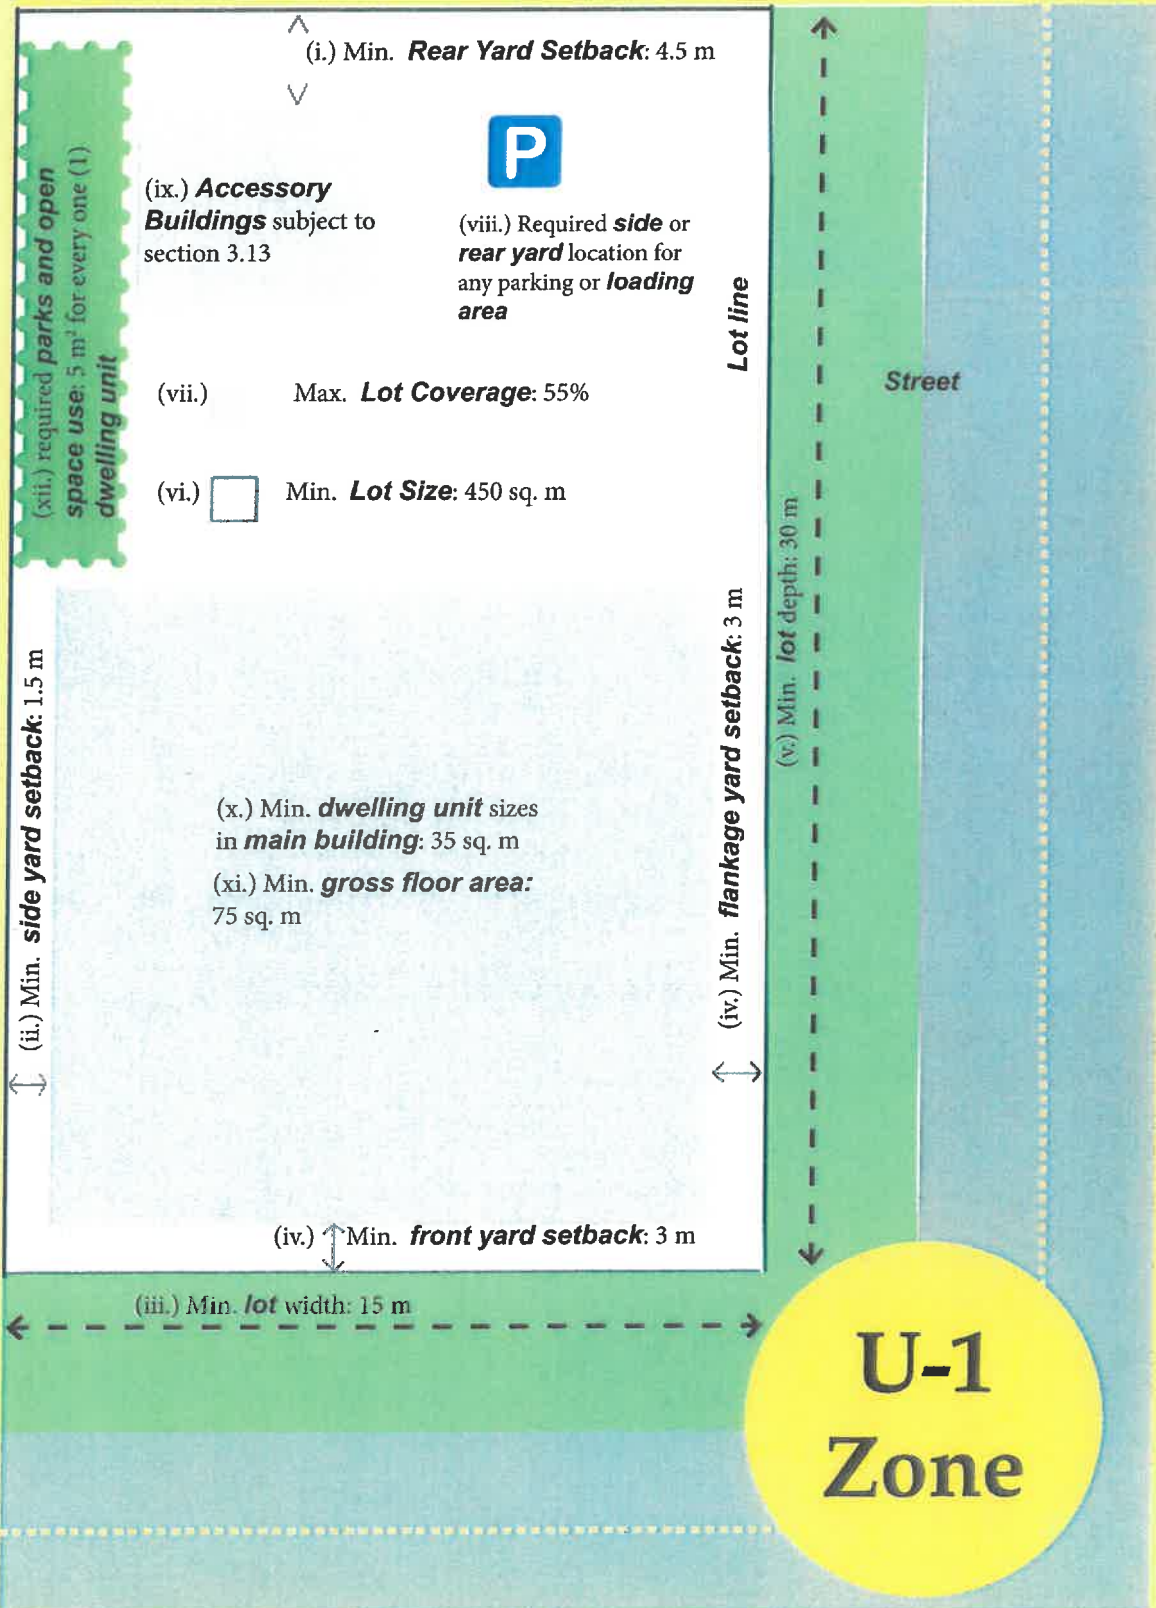 (i.) Min. Rear Yard Setback: 4.5 m
P
(xii.) required parks and open
space use: 5 m² for every one (1)
dwelling unit
(ix.) Accessory
Buildings subject to
section 3.13
(viii.) Required side or
rear yard location for
any parking or loading
area
Lot line
Street
(vii.) Max. Lot Coverage: 55%
(vi.) Min. Lot Size: 450 sq. m
(v.) Min. lot depth: 30 m
(ii.) Min. side yard setback: 1.5 m
(iv.) Min. flankage yard setback: 3 m
(x.) Min. dwelling unit sizes
in main building: 35 sq. m
(xi.) Min. gross floor area:
75 sq. m
(iv.) Min. front yard setback: 3 m
(iii.) Min. lot width: 15 m
U-1
Zone